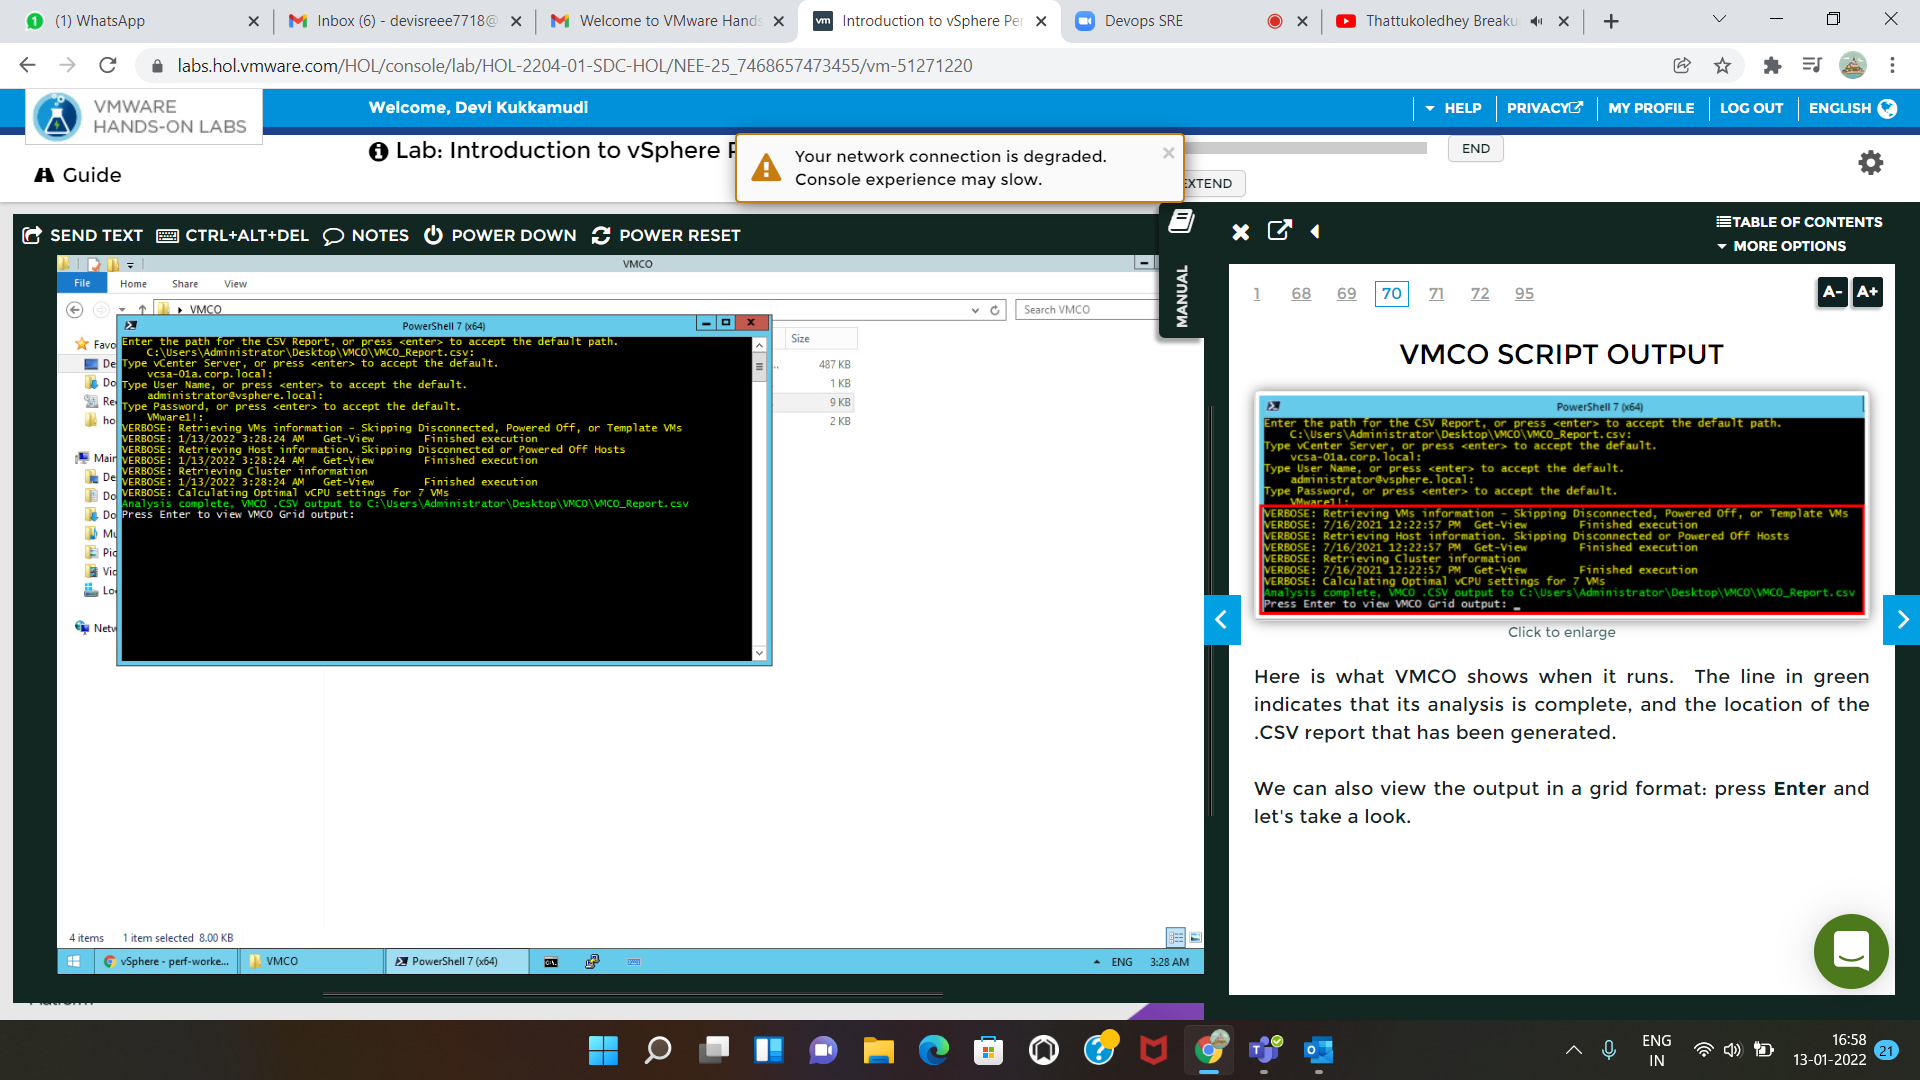 (1) WhatsApp
Inbox (6) - devisreee7718@
Welcome to VMware Hands
Introduction to vSphere Per
Devops SRE
Thattukoledhey Breaku
labs.hol.vmware.com/HOL/console/lab/HOL-2204-01-SDC-HOL/NEE-25_7468657473455/vm-51271220
VMWARE
HANDS-ON LABS
Welcome, Devi Kukkamudi
HELP
PRIVACY
MY PROFILE
LOG OUT
ENGLISH
Lab: Introduction to vSphere P
Your network connection is degraded.
Console experience may slow.
END
EXTEND
Guide
SEND TEXT
CTRL+ALT+DEL
NOTES
POWER DOWN
POWER RESET
MANUAL
TABLE OF CONTENTS
MORE OPTIONS
VMCO
File
Home
Share
View
VMCO
Search VMCO
Size
487 KB
1 KB
9 KB
2 KB
Favo
De
Do
Re
ho
Main
De
Do
Do
Mu
Pic
Vic
Lo
Netw
PowerShell 7 (x64)
Enter the path for the CSV Report, or press <enter> to accept the default path.
C:\Users\Administrator\Desktop\VMCO\VMCO_Report.csv:
Type vCenter Server, or press <enter> to accept the default.
vcsa-01a.corp.local:
Type User Name, or press <enter> to accept the default.
administrator@vsphere.local:
Type Password, or press <enter> to accept the default.
VMware1!:
VERBOSE: Retrieving VMs information - Skipping Disconnected, Powered Off, or Template VMs
VERBOSE: 1/13/2022 3:28:24 AM Get-View Finished execution
VERBOSE: Retrieving Host information. Skipping Disconnected or Powered Off Hosts
VERBOSE: 1/13/2022 3:28:24 AM Get-View Finished execution
VERBOSE: Retrieving Cluster information
VERBOSE: 1/13/2022 3:28:24 AM Get-View Finished execution
VERBOSE: Calculating Optimal vCPU settings for 7 VMs
Analysis complete, VMCO .CSV output to C:\Users\Administrator\Desktop\VMCO\VMCO_Report.csv
Press Enter to view VMCO Grid output:
4 items 1 item selected 8.00 KB
vSphere - perf-worke...
VMCO
PowerShell 7 (x64)
ENG
3:28 AM
1 68 69 70 71 72 95
A- A+
VMCO SCRIPT OUTPUT
PowerShell 7 (x64)
Enter the path for the CSV Report, or press <enter> to accept the default path.
C:\Users\Administrator\Desktop\VMCO\VMCO_Report.csv:
Type vCenter Server, or press <enter> to accept the default.
vcsa-01a.corp.local:
Type User Name, or press <enter> to accept the default.
administrator@vsphere.local:
Type Password, or press <enter> to accept the default.
VMware1!:
VERBOSE: Retrieving VMs information - Skipping Disconnected, Powered Off, or Template VMs
VERBOSE: 7/16/2021 12:22:57 PM Get-View Finished execution
VERBOSE: Retrieving Host information. Skipping Disconnected or Powered Off Hosts
VERBOSE: 7/16/2021 12:22:57 PM Get-View Finished execution
VERBOSE: Retrieving Cluster information
VERBOSE: 7/16/2021 12:22:57 PM Get-View Finished execution
VERBOSE: Calculating Optimal vCPU settings for 7 VMs
Analysis complete, VMCO .CSV output to C:\Users\Administrator\Desktop\VMCO\VMCO_Report.csv
Press Enter to view VMCO Grid output: _
Click to enlarge
Here is what VMCO shows when it runs. The line in green
indicates that its analysis is complete, and the location of the
.CSV report that has been generated.
We can also view the output in a grid format: press Enter and
let's take a look.
ENG
IN
16:58
13-01-2022
21